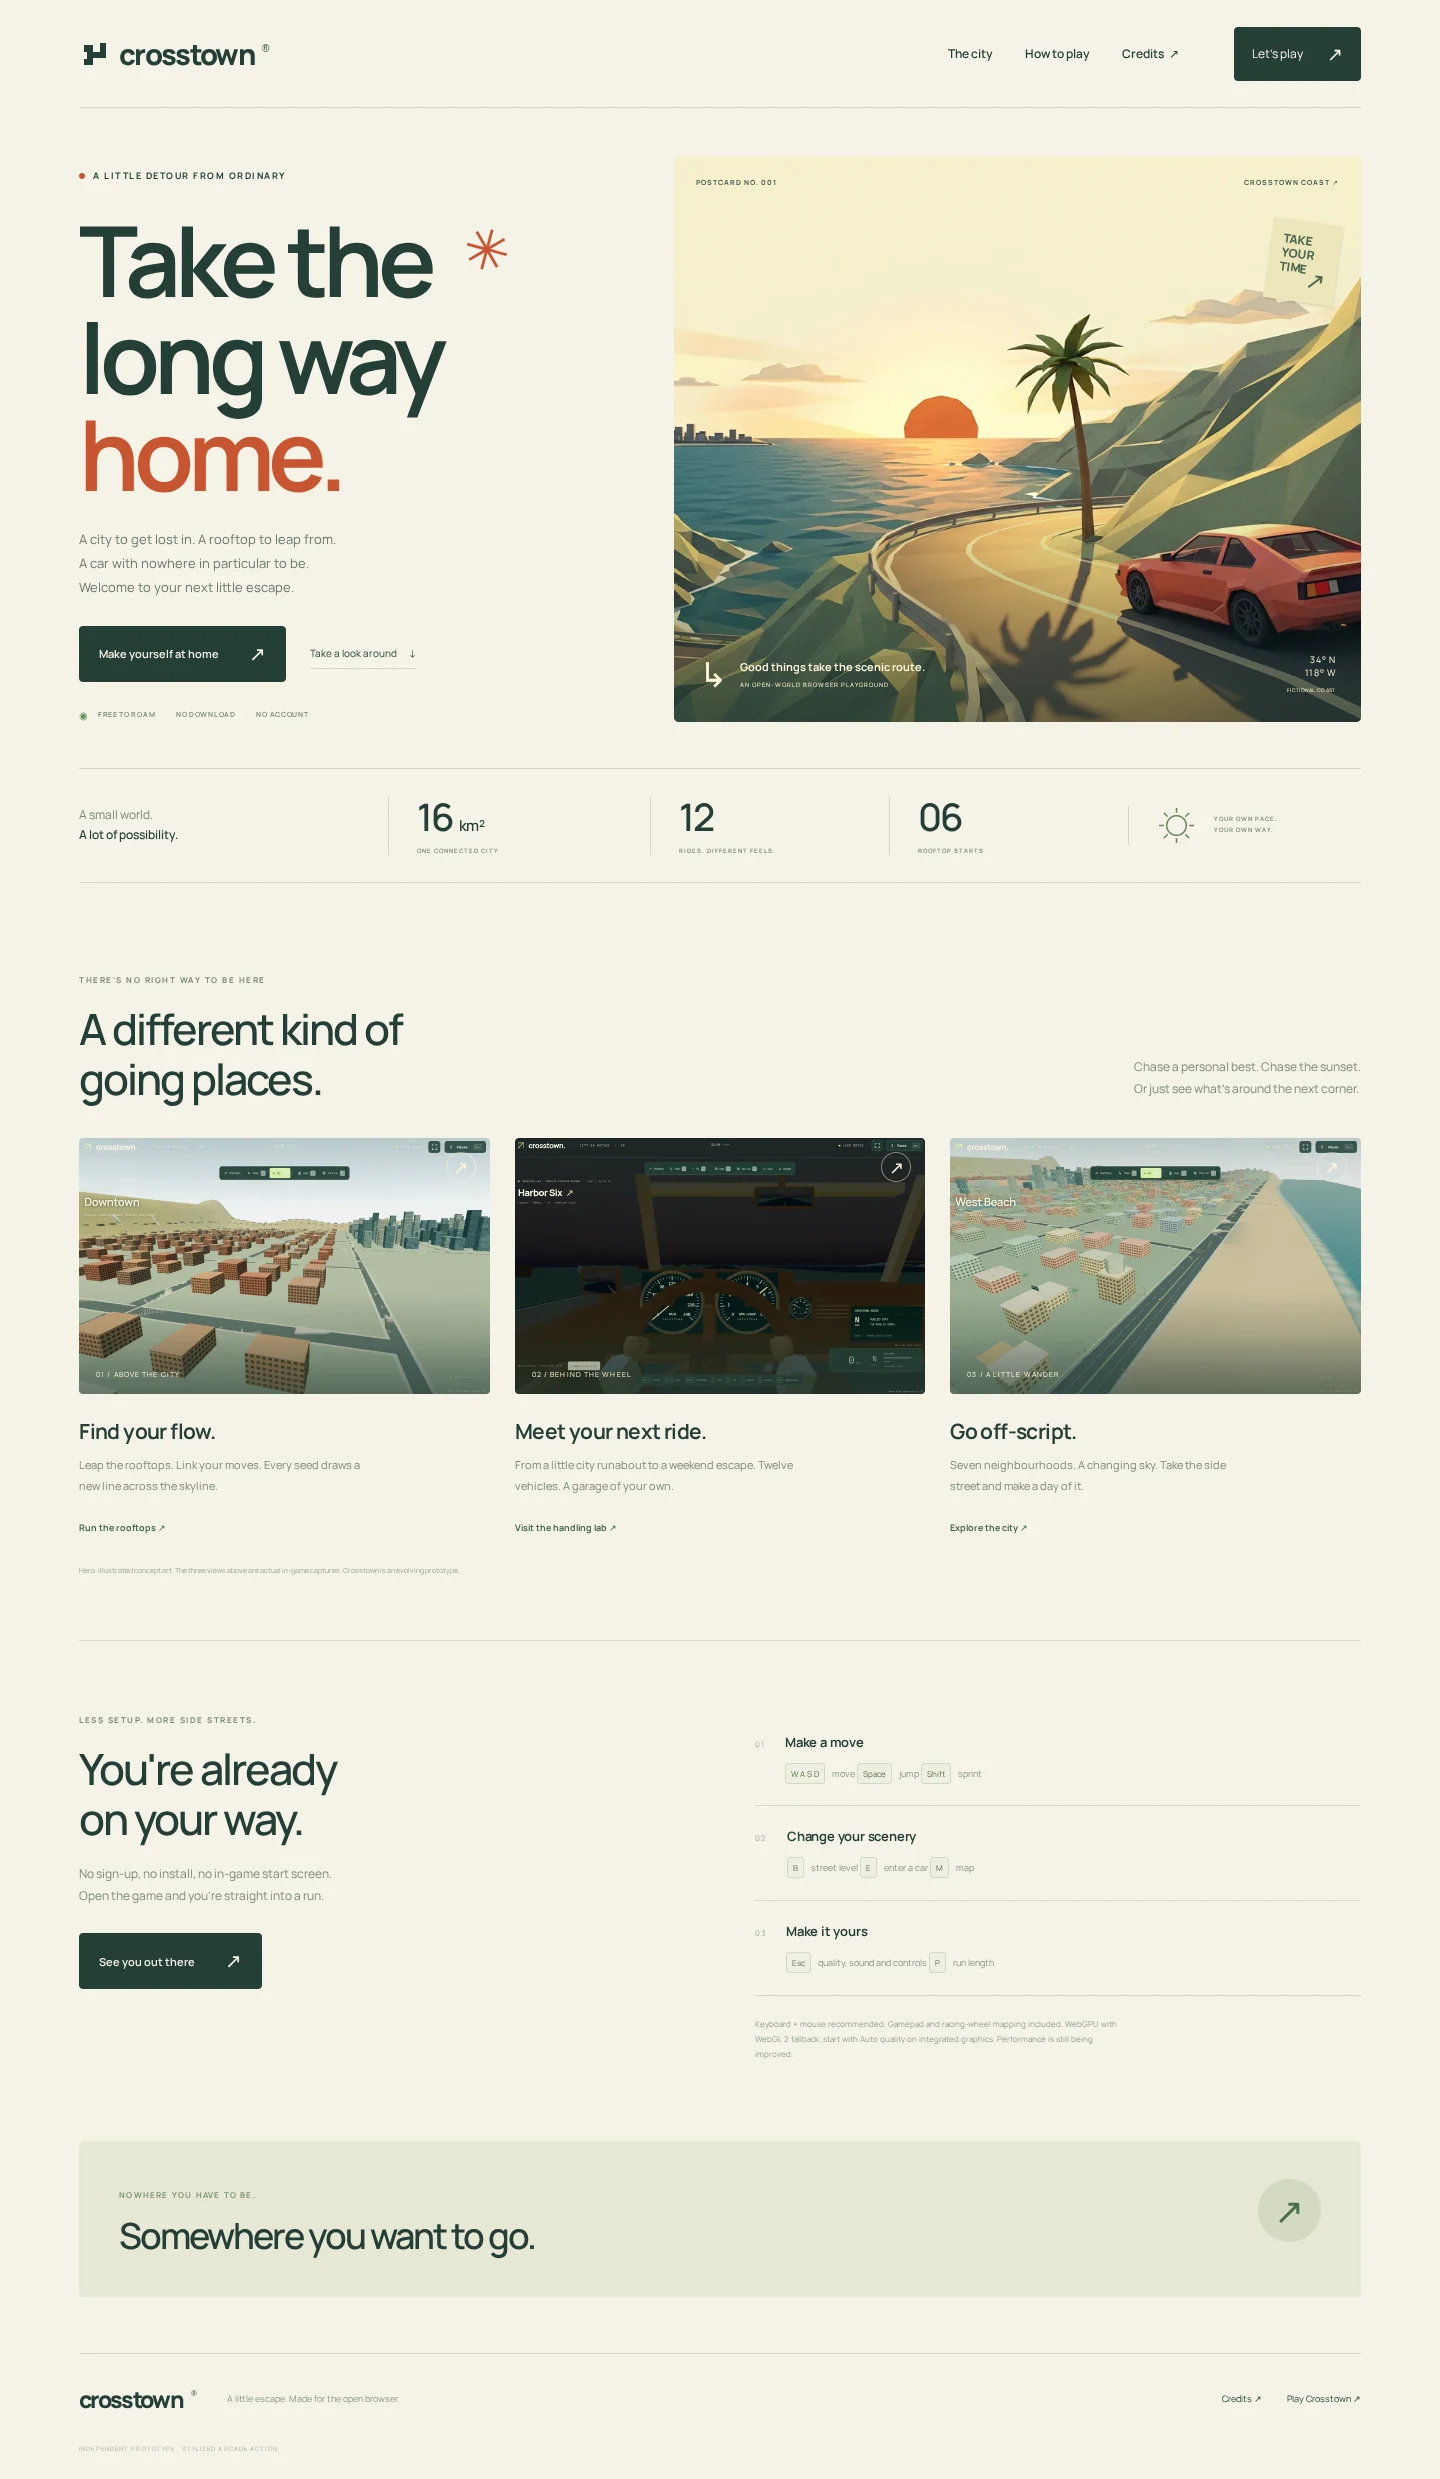 crosstown ®
The city
How to play
Credits ↗
Let's play ↗
A LITTLE DETOUR FROM ORDINARY
Take the
long way
home.
A city to get lost in. A rooftop to leap from.
A car with nowhere in particular to be.
Welcome to your next little escape.
Make yourself at home ↗
Take a look around ↓
FREE TO ROAM
NO DOWNLOAD
NO ACCOUNT
POSTCARD NO. 001
CROSSTOWN COAST ↗
TAKE
YOUR
TIME
↗
Good things take the scenic route.
AN OPEN-WORLD BROWSER PLAYGROUND
34° N
118° W
FICTIONAL COAST
A small world.
A lot of possibility.
16 km²
ONE CONNECTED CITY
12
RIDES. DIFFERENT FEELS.
06
ROOFTOP STARTS
YOUR OWN PACE.
YOUR OWN WAY.
THERE'S NO RIGHT WAY TO BE HERE
A different kind of
going places.
Chase a personal best. Chase the sunset.
Or just see what's around the next corner.
crosstown.
Pause
Downtown
01 / ABOVE THE CITY
crosstown.
Pause
Harbor Six ↗
02 / BEHIND THE WHEEL
crosstown.
Pause
West Beach
03 / A LITTLE WANDER
Find your flow.
Leap the rooftops. Link your moves. Every seed draws a
new line across the skyline.
Run the rooftops ↗
Meet your next ride.
From a little city runabout to a weekend escape. Twelve
vehicles. A garage of your own.
Visit the handling lab ↗
Go off-script.
Seven neighbourhoods. A changing sky. Take the side
street and make a day of it.
Explore the city ↗
Hero: illustrated concept art. The three views above are actual in-game captures. Crosstown is an evolving prototype.
LESS SETUP. MORE SIDE STREETS.
You're already
on your way.
No sign-up, no install, no in-game start screen.
Open the game and you're straight into a run.
See you out there ↗
01 Make a move
W A S D move Space jump Shift sprint
02 Change your scenery
B street level E enter a car M map
03 Make it yours
Esc quality, sound and controls P run length
Keyboard + mouse recommended. Gamepad and racing-wheel mapping included. WebGPU with
WebGL 2 fallback; start with Auto quality on integrated graphics. Performance is still being
improved.
NOWHERE YOU HAVE TO BE.
Somewhere you want to go.
↗
crosstown ®
A little escape. Made for the open browser.
Credits ↗
Play Crosstown ↗
INDEPENDENT PROTOTYPE · STYLIZED ARCADE ACTION